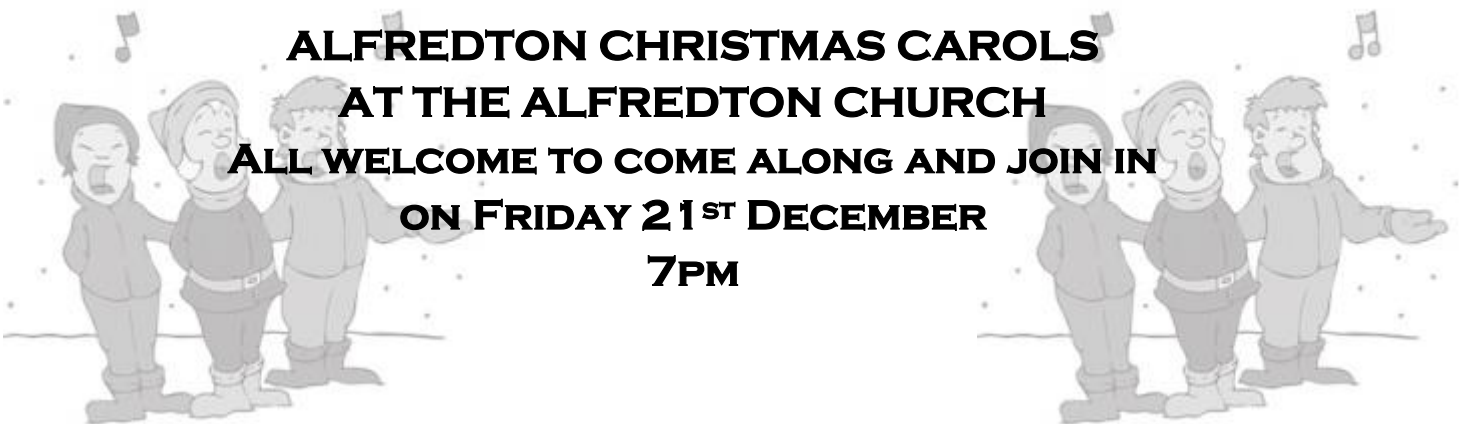 ALFREDTON CHRISTMAS CAROLS
AT THE ALFREDTON CHURCH
All welcome to come along and join in
on Friday 21st December
7pm